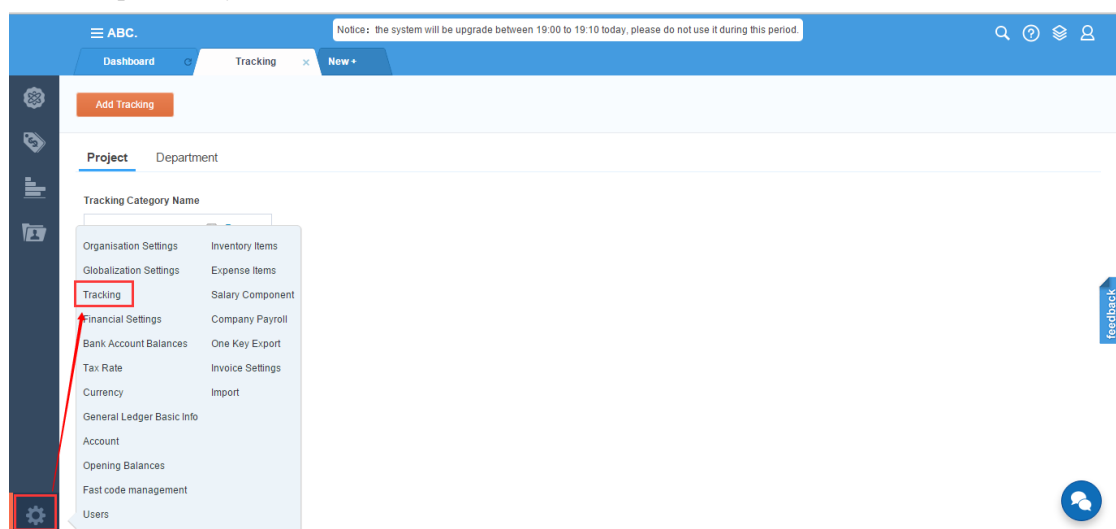 ABC.
Notice: the system will be upgrade between 19:00 to 19:10 today, please do not use it during this period.
Dashboard
Tracking
New+
Add Tracking
Project
Department
Tracking Category Name
Organisation Settings
Inventory Items
Globalization Settings
Expense Items
Tracking
Salary Component
Financial Settings
Company Payroll
Bank Account Balances
One Key Export
Tax Rate
Invoice Settings
Currency
Import
General Ledger Basic Info
Account
Opening Balances
Fast code management
Users
feedback